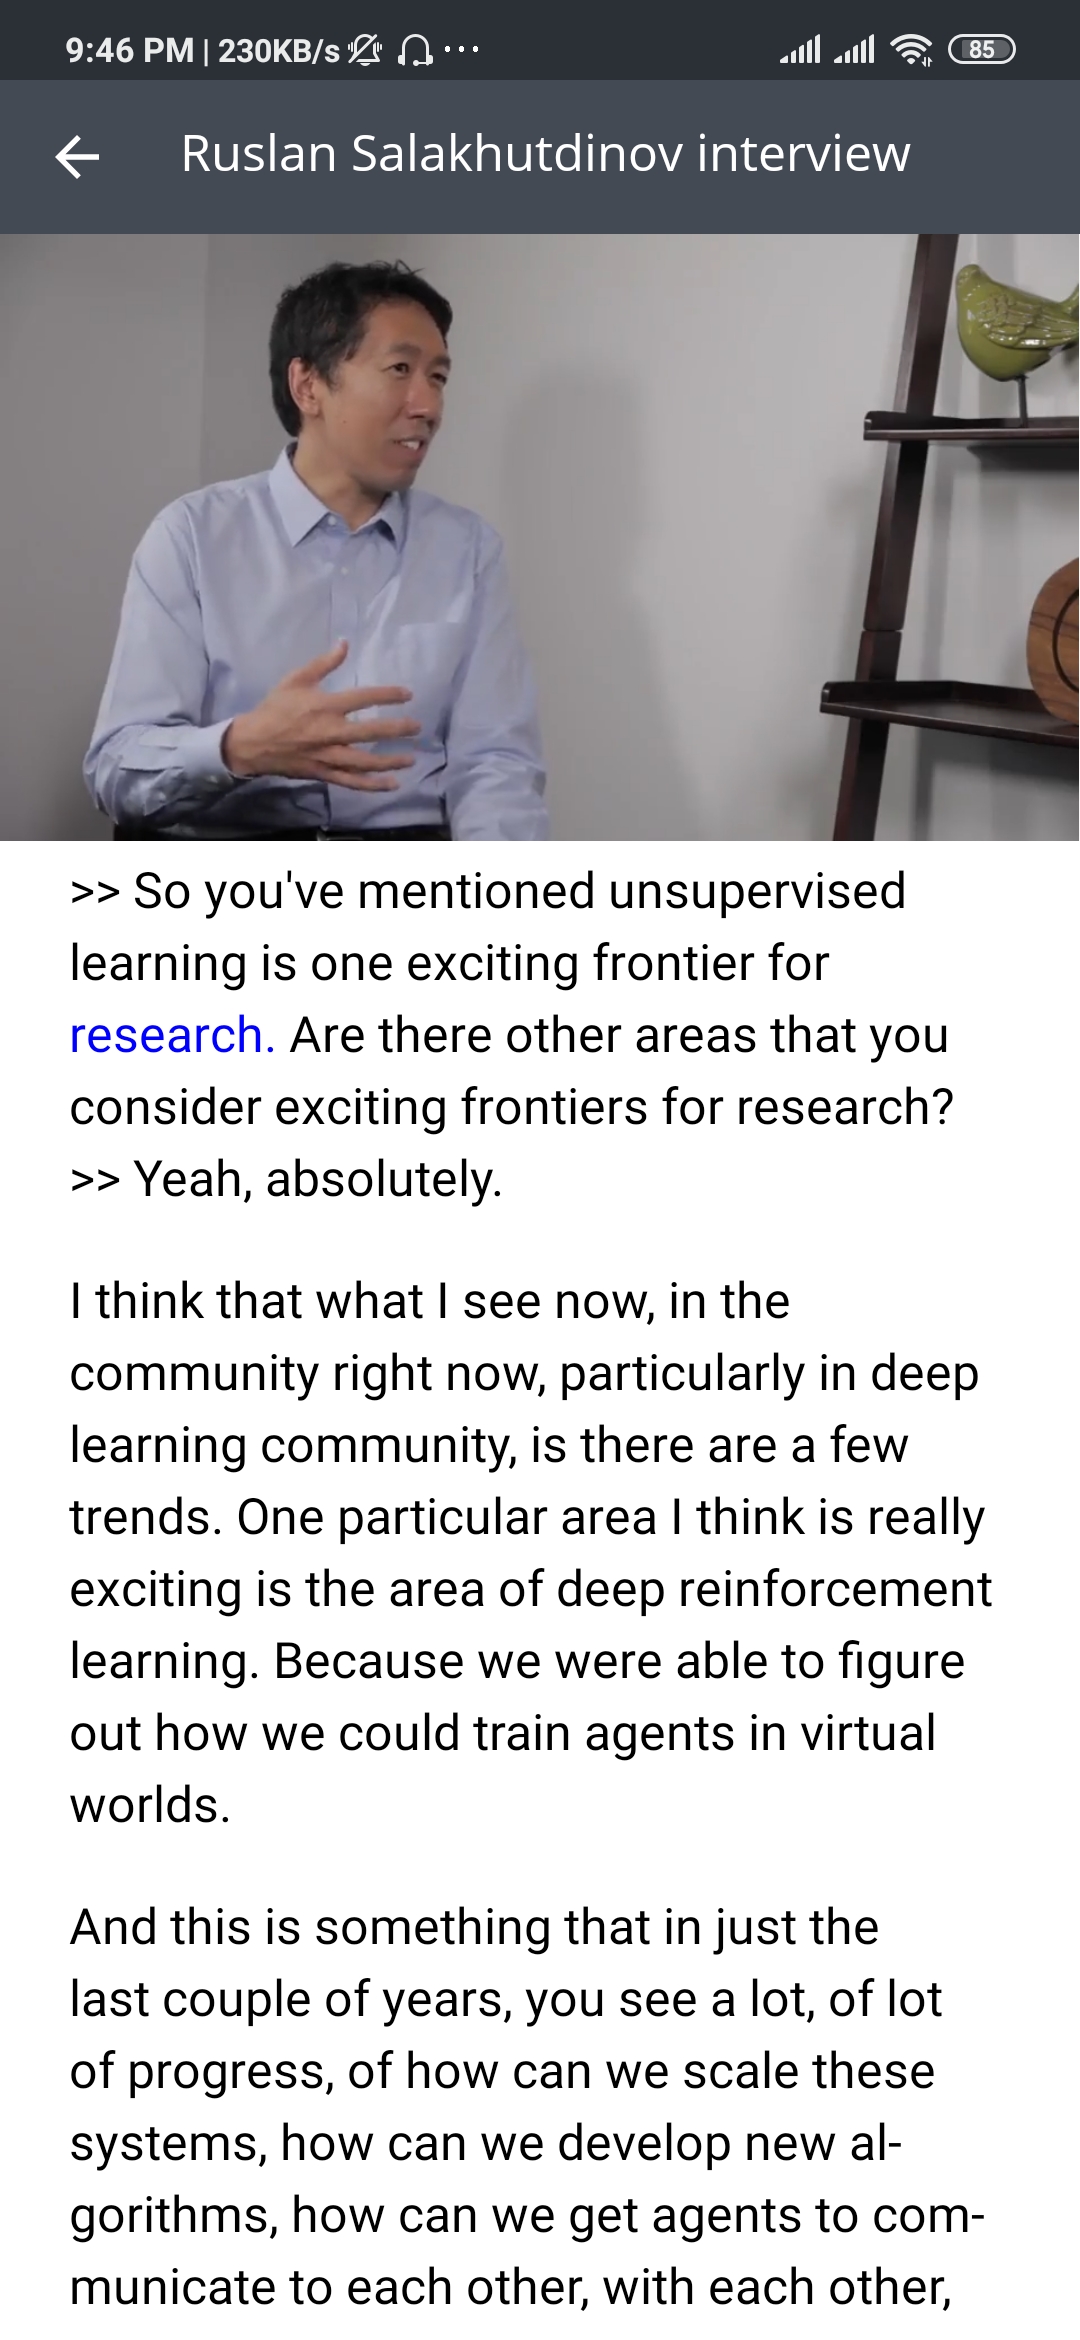 9:46 PM | 230KB/s ... 85
Ruslan Salakhutdinov interview
>> So you've mentioned unsupervised
learning is one exciting frontier for
research. Are there other areas that you
consider exciting frontiers for research?
>> Yeah, absolutely.
I think that what I see now, in the
community right now, particularly in deep
learning community, is there are a few
trends. One particular area I think is really
exciting is the area of deep reinforcement
learning. Because we were able to figure
out how we could train agents in virtual
worlds.
And this is something that in just the
last couple of years, you see a lot, of lot
of progress, of how can we scale these
systems, how can we develop new al-
gorithms, how can we get agents to com-
municate to each other, with each other,